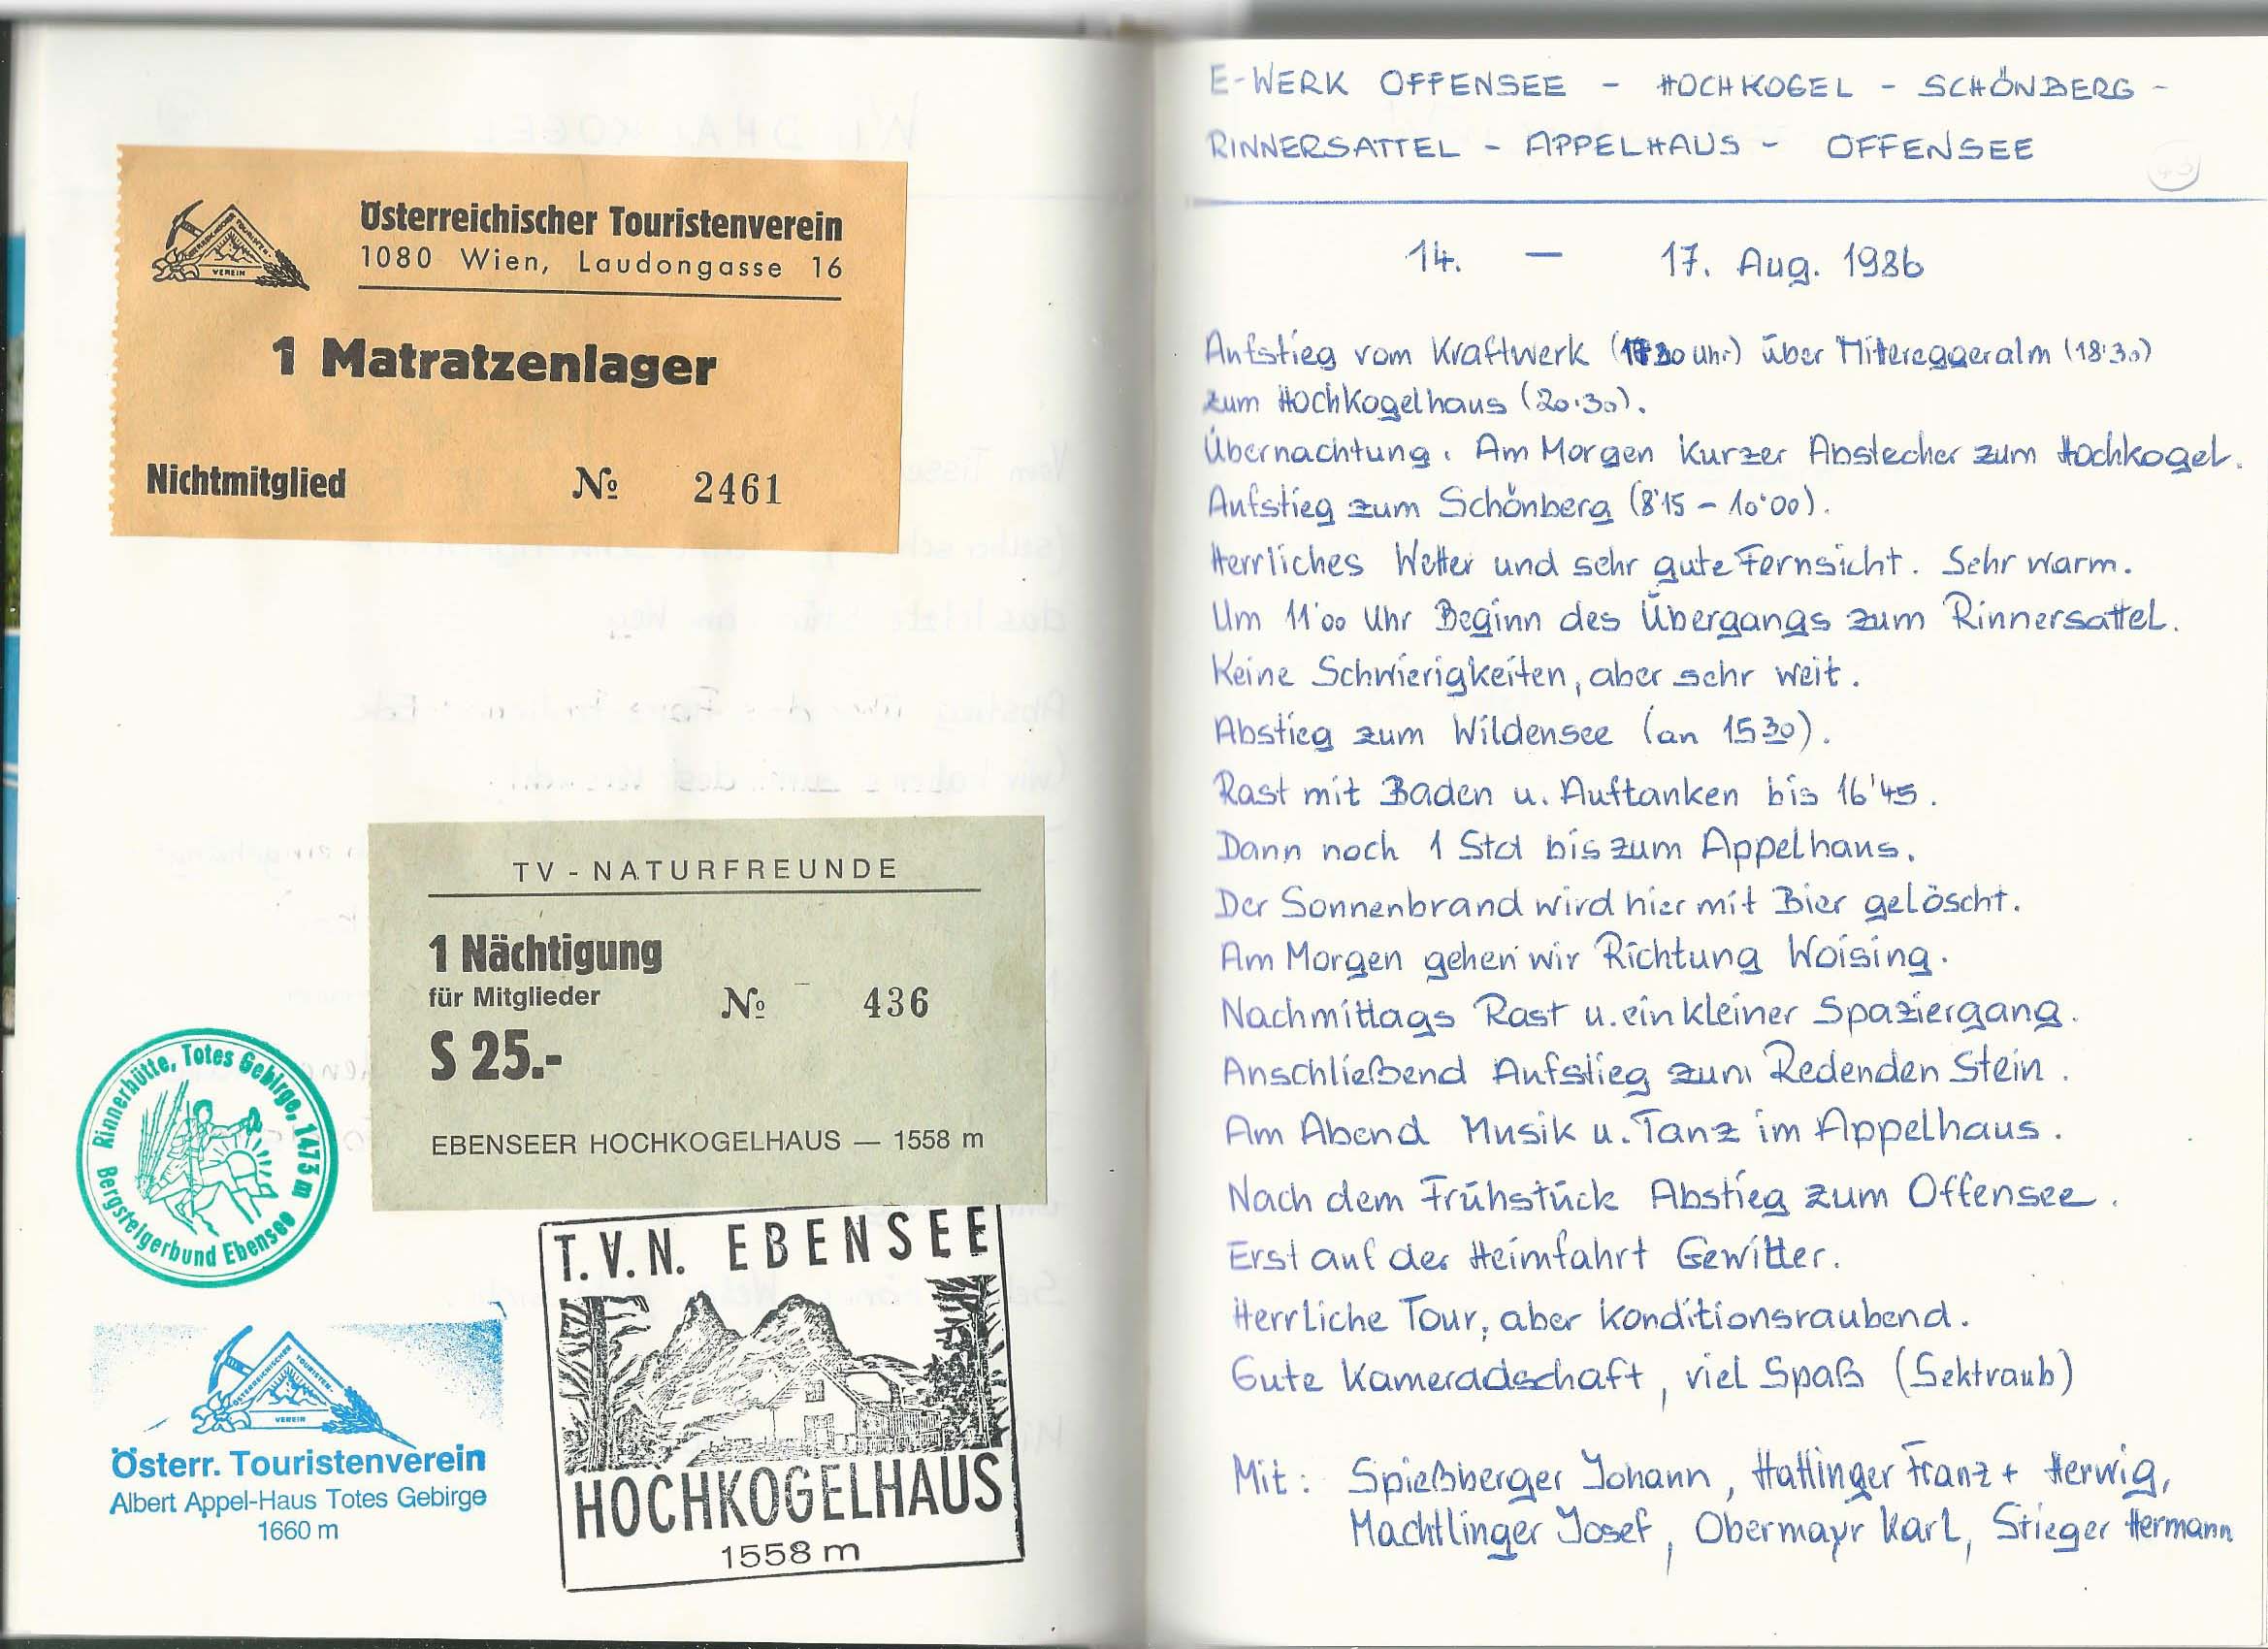 Österreichischer Touristenverein
1080 Wien, Laudongasse 16
ÖSTERREICHISCHER TOURISTEN-
VEREIN
1 Matratzenlager
Nichtmitglied № 2461
TV - NATURFREUNDE
1 Nächtigung
für Mitglieder № 436
S 25.-
EBENSEER HOCHKOGELHAUS — 1558 m
Rinnerhütte, Totes Gebirge, 1473 m
Bergsteigerbund Ebensee
ÖSTERREICHISCHER TOURISTEN-
VEREIN
Österr. Touristenverein
Albert Appel-Haus Totes Gebirge
1660 m
T.V.N. EBENSEE
HOCHKOGELHAUS
1558 m
E-WERK OFFENSEE - HOCHKOGEL - SCHÖNBERG -
RINNERSATTEL - APPELHAUS - OFFENSEE
14. — 17. Aug. 1986
Aufstieg vom Kraftwerk (1730 Uhr) über Mitereggeralm (18'30)
zum Hochkogelhaus (20'30).
Übernachtung. Am Morgen kurzer Abstecher zum Hochkogel.
Aufstieg zum Schönberg (8'15 - 10'00).
Herrliches Wetter und sehr gute Fernsicht. Sehr warm.
Um 11'00 Uhr Beginn des Übergangs zum Rinnersattel.
Keine Schwierigkeiten, aber sehr weit.
Abstieg zum Wildensee (an 1530).
Rast mit Baden u. Auftanken bis 16'45.
Dann noch 1 Std bis zum Appelhaus.
Der Sonnenbrand wird hier mit Bier gelöscht.
Am Morgen gehen wir Richtung Woising.
Nachmittags Rast u. ein kleiner Spaziergang.
Anschließend Aufstieg zum Redenden Stein.
Am Abend Musik u. Tanz im Appelhaus.
Nach dem Frühstück Abstieg zum Offensee.
Erst auf der Heimfahrt Gewitter.
Herrliche Tour, aber konditionsraubend.
Gute Kameradschaft, viel Spaß (Sektraub)
Mit: Spießberger Johann, Hattinger Franz + Herwig,
Machtlinger Josef, Obermayr Karl, Stieger Hermann